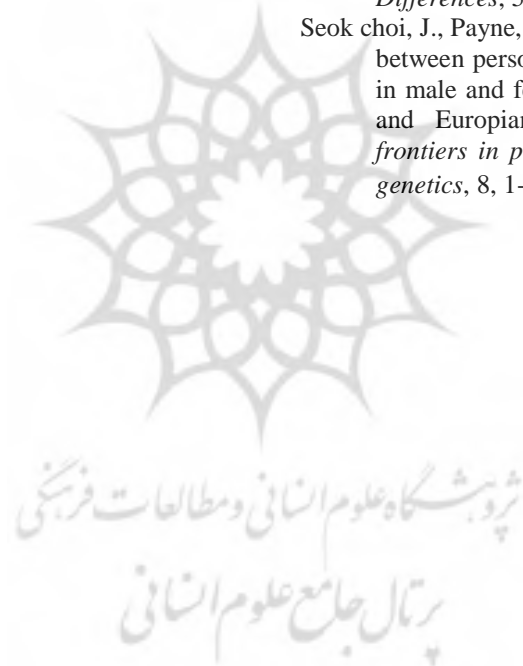 Differences, 3
Seok choi, J., Payne,
between perso
in male and fe
and Europian
frontiers in p
genetics, 8, 1-
پژوهشگاه علوم انسانی و مطالعات فرهنگی
پرتال جامع علوم انسانی